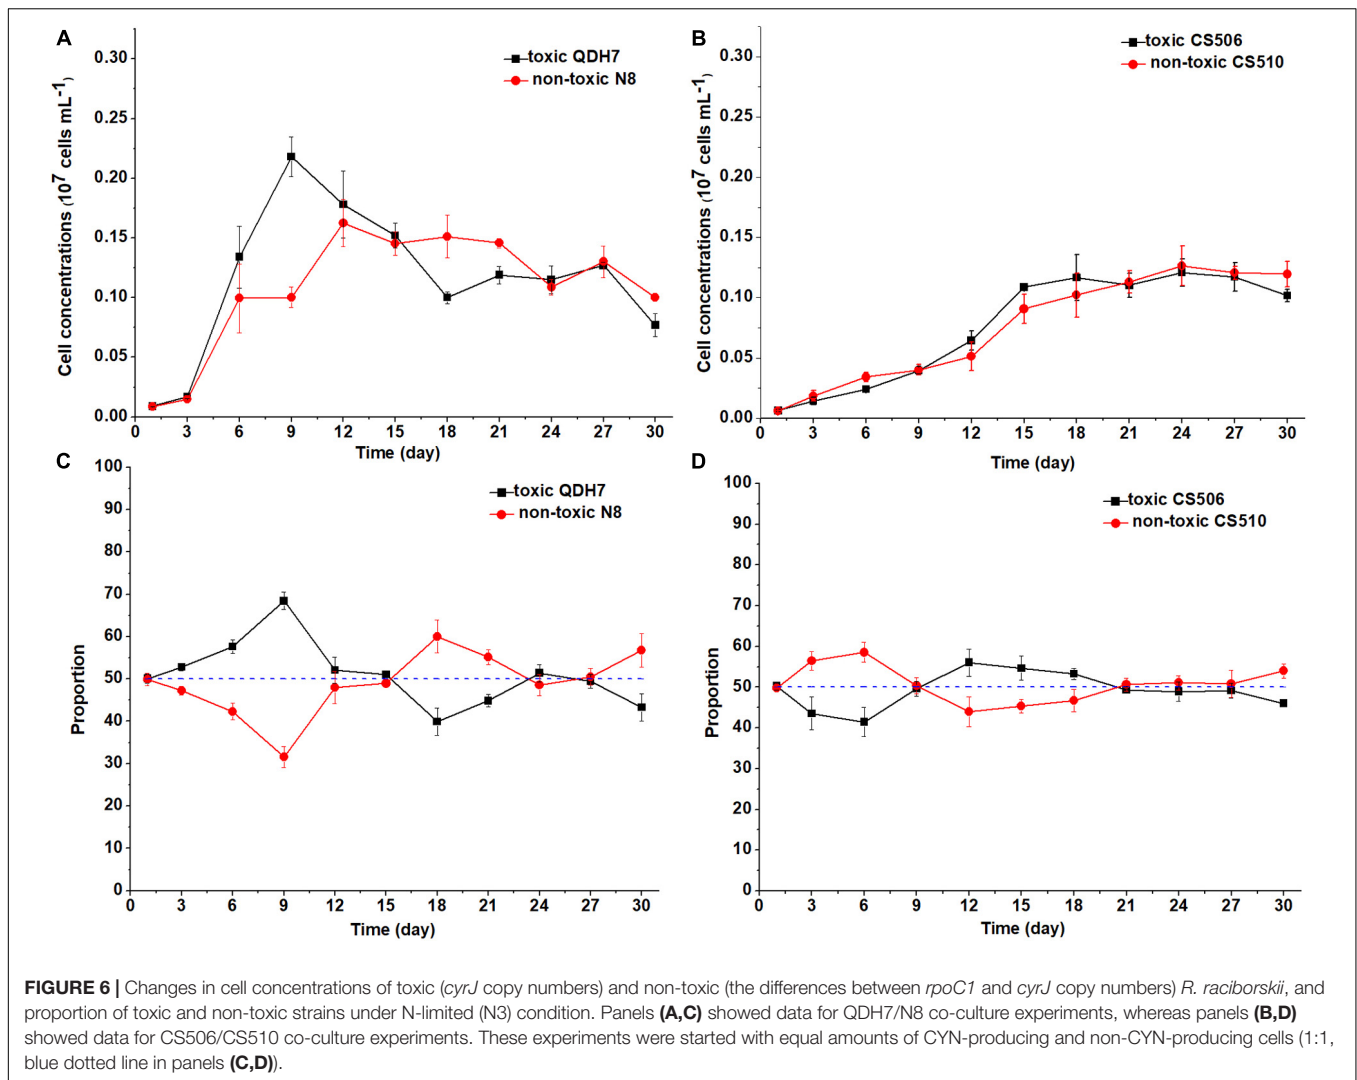 A
toxic QDH7
non-toxic N8
0.30
0.25
0.20
0.15
0.10
0.05
0.00
Cell concentrations (10⁷ cells mL⁻¹)
0 3 6 9 12 15 18 21 24 27 30
Time (day)
B
toxic CS506
non-toxic CS510
0.30
0.25
0.20
0.15
0.10
0.05
0.00
Cell concentrations (10⁷ cells mL⁻¹)
0 3 6 9 12 15 18 21 24 27 30
Time (day)
C
toxic QDH7
non-toxic N8
100
90
80
70
60
50
40
30
20
10
0
Proportion
0 3 6 9 12 15 18 21 24 27 30
Time (day)
D
toxic CS506
non-toxic CS510
100
90
80
70
60
50
40
30
20
10
0
Proportion
0 3 6 9 12 15 18 21 24 27 30
Time (day)
FIGURE 6 | Changes in cell concentrations of toxic (cyrJ copy numbers) and non-toxic (the differences between rpoC1 and cyrJ copy numbers) R. raciborskii, and
proportion of toxic and non-toxic strains under N-limited (N3) condition. Panels (A,C) showed data for QDH7/N8 co-culture experiments, whereas panels (B,D)
showed data for CS506/CS510 co-culture experiments. These experiments were started with equal amounts of CYN-producing and non-CYN-producing cells (1:1,
blue dotted line in panels (C,D)).